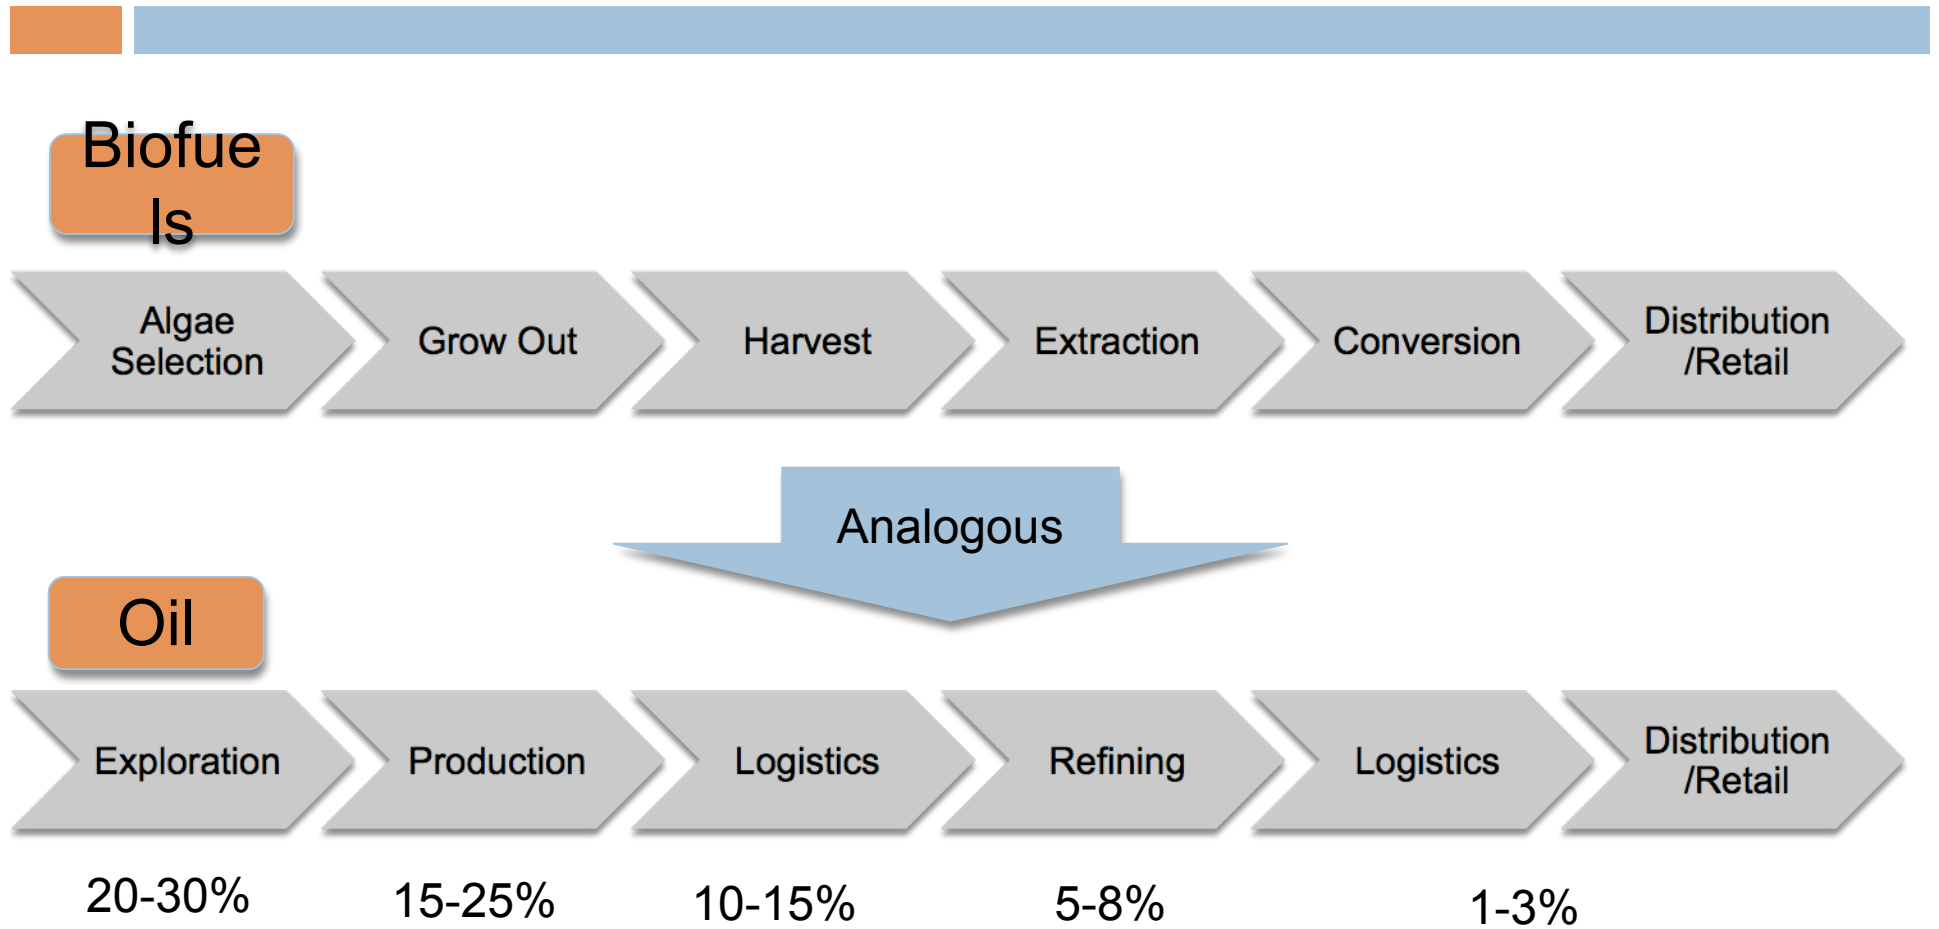 Biofue
ls
Algae
Selection
Grow Out
Harvest
Extraction
Conversion
Distribution
/Retail
Analogous
Oil
Exploration
Production
Logistics
Refining
Logistics
Distribution
/Retail
20-30%
15-25%
10-15%
5-8%
1-3%